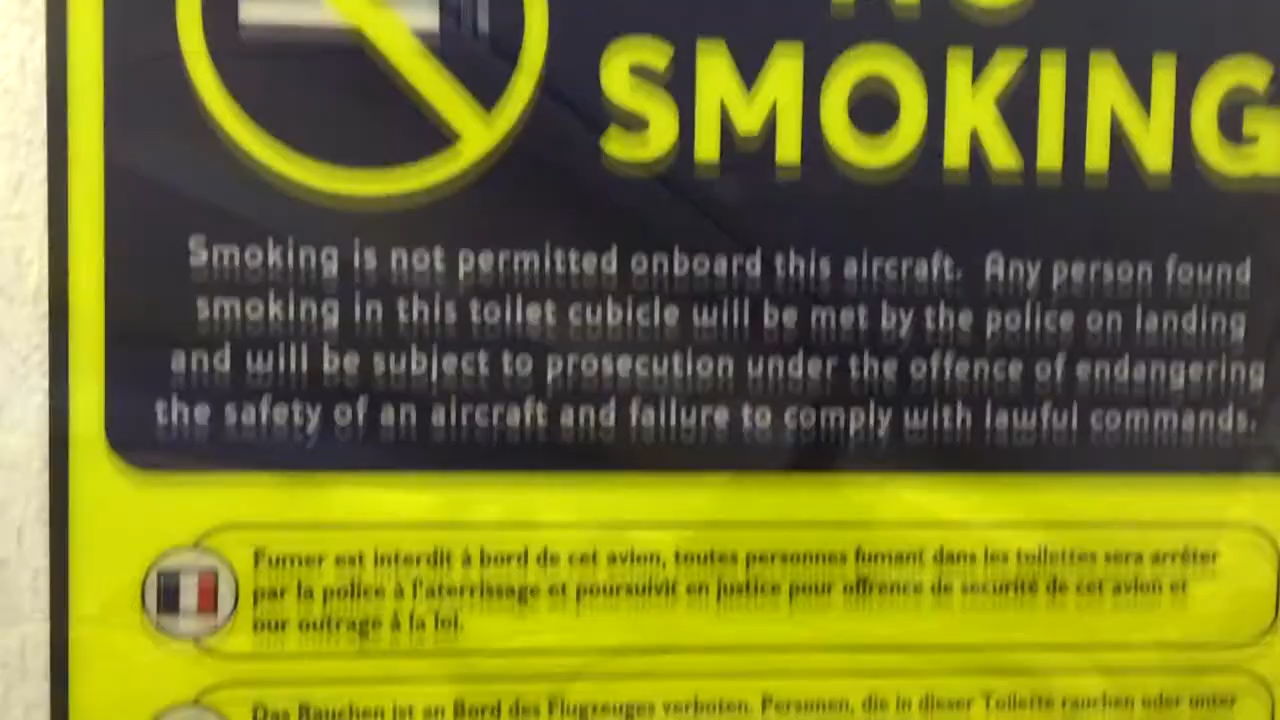 NO
SMOKING
Smoking is not permitted onboard this aircraft. Any person found
smoking in this toilet cubicle will be met by the police on landing
and will be subject to prosecution under the offence of endangering
the safety of an aircraft and failure to comply with lawful commands.
Fumer est interdit à bord de cet avion, toutes personnes fumant dans les toilettes sera arrêter
par la police à l'aterrissage et poursuivit en justice pour offrence de securité de cet avion et
our outrage à la loi.
Das Rauchen ist an Bord des Flugzeuges verboten. Personen, die in dieser Toilette rauchen oder unter